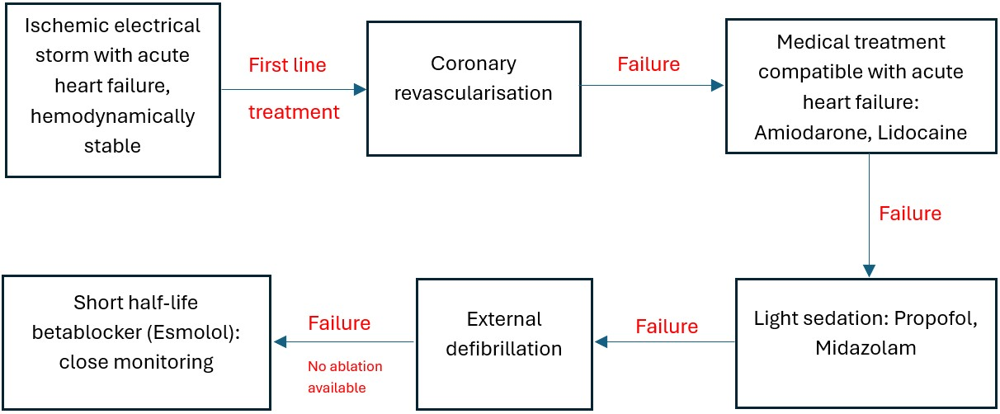 Ischemic electrical
storm with acute
heart failure,
hemodynamically
stable
First line
treatment
Coronary
revascularisation
Failure
Medical treatment
compatible with acute
heart failure:
Amiodarone, Lidocaine
Failure
Light sedation: Propofol,
Midazolam
Failure
External
defibrillation
Failure
No ablation
available
Short half-life
betablocker (Esmolol):
close monitoring